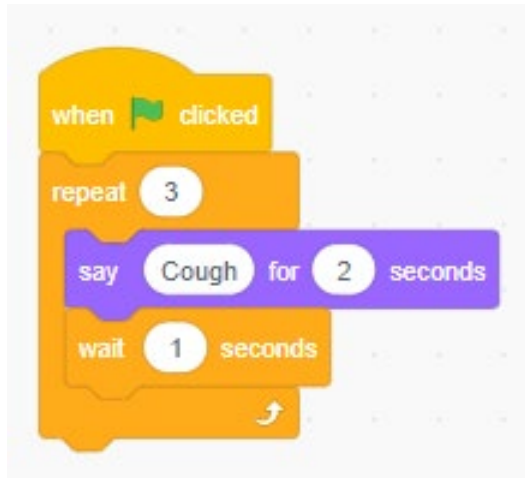 when clicked
repeat 3
say Cough for 2 seconds
wait 1 seconds